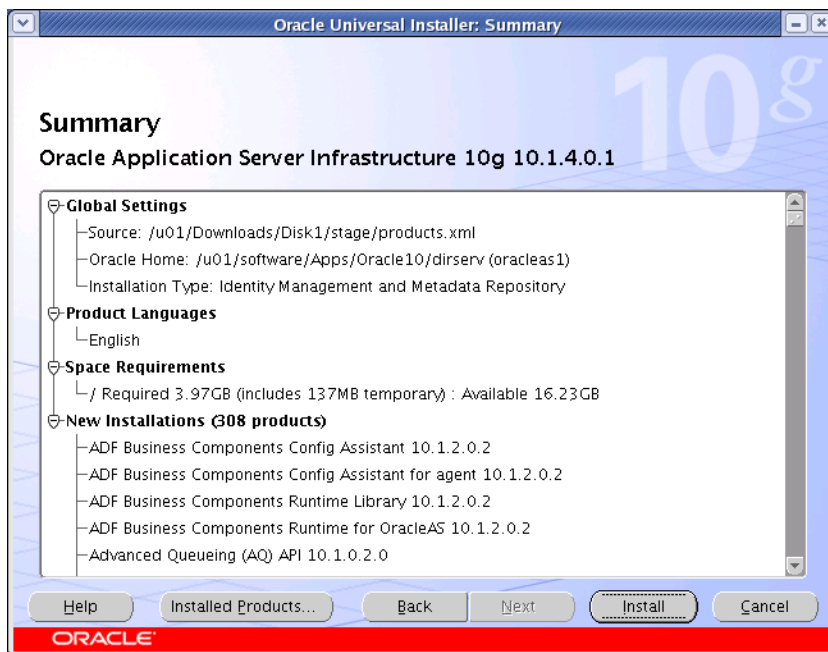 Oracle Universal Installer: Summary
10g
Summary
Oracle Application Server Infrastructure 10g 10.1.4.0.1
Global Settings
Source: /u01/Downloads/Disk1/stage/products.xml
Oracle Home: /u01/software/Apps/Oracle10/dirserv (oracleas1)
Installation Type: Identity Management and Metadata Repository
Product Languages
English
Space Requirements
/ Required 3.97GB (includes 137MB temporary) : Available 16.23GB
New Installations (308 products)
ADF Business Components Config Assistant 10.1.2.0.2
ADF Business Components Config Assistant for agent 10.1.2.0.2
ADF Business Components Runtime Library 10.1.2.0.2
ADF Business Components Runtime for OracleAS 10.1.2.0.2
Advanced Queueing (AQ) API 10.1.0.2.0
Help Installed Products... Back Next Install Cancel
ORACLE